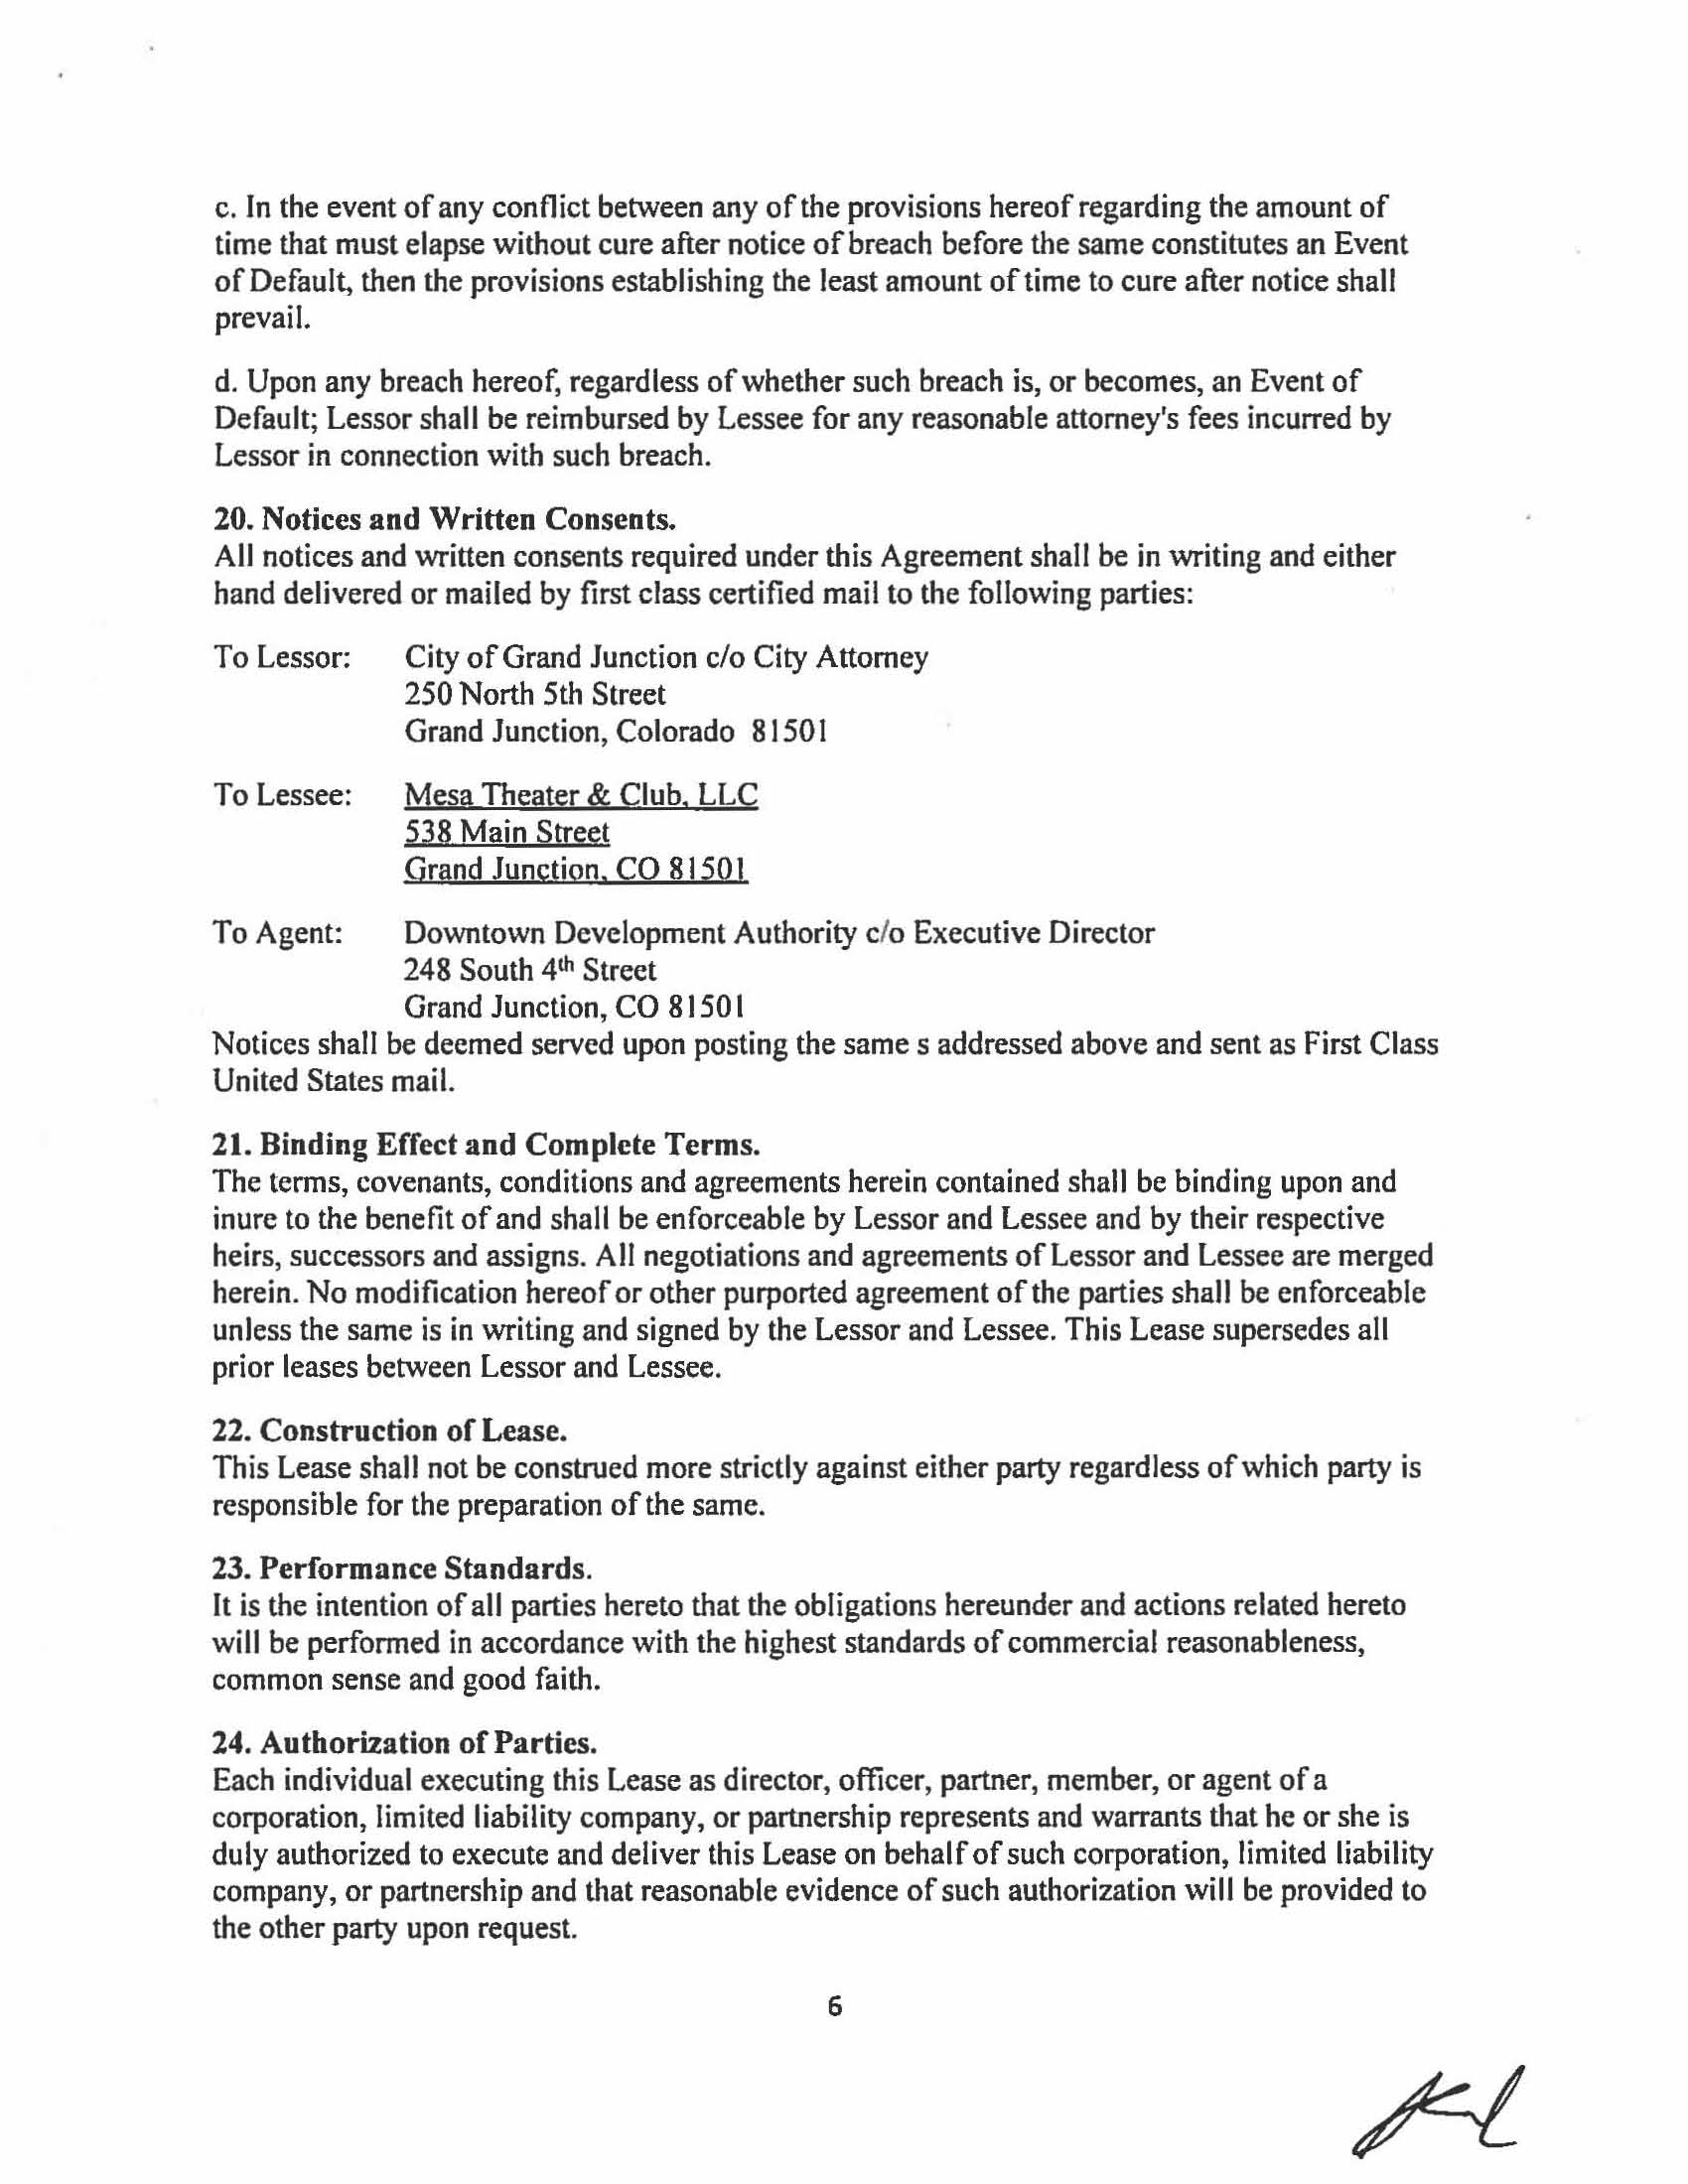 c. In the event of any conflict between any of the provisions hereof regarding the amount of
time that must elapse without cure after notice of breach before the same constitutes an Event
of Default, then the provisions establishing the least amount of time to cure after notice shall
prevail.
d. Upon any breach hereof, regardless of whether such breach is, or becomes, an Event of
Default; Lessor shall be reimbursed by Lessee for any reasonable attorney's fees incurred by
Lessor in connection with such breach.
20. Notices and Written Consents.
All notices and written consents required under this Agreement shall be in writing and either
hand delivered or mailed by first class certified mail to the following parties:
To Lessor: City of Grand Junction c/o City Attorney
250 North 5th Street
Grand Junction, Colorado 81501
To Lessee: Mesa Theater & Club, LLC
538 Main Street
Grand Junction, CO 81501
To Agent: Downtown Development Authority c/o Executive Director
248 South 4th Street
Grand Junction, CO 81501
Notices shall be deemed served upon posting the same s addressed above and sent as First Class
United States mail.
21. Binding Effect and Complete Terms.
The terms, covenants, conditions and agreements herein contained shall be binding upon and
inure to the benefit of and shall be enforceable by Lessor and Lessee and by their respective
heirs, successors and assigns. All negotiations and agreements of Lessor and Lessee are merged
herein. No modification hereof or other purported agreement of the parties shall be enforceable
unless the same is in writing and signed by the Lessor and Lessee. This Lease supersedes all
prior leases between Lessor and Lessee.
22. Construction of Lease.
This Lease shall not be construed more strictly against either party regardless of which party is
responsible for the preparation of the same.
23. Performance Standards.
It is the intention of all parties hereto that the obligations hereunder and actions related hereto
will be performed in accordance with the highest standards of commercial reasonableness,
common sense and good faith.
24. Authorization of Parties.
Each individual executing this Lease as director, officer, partner, member, or agent of a
corporation, limited liability company, or partnership represents and warrants that he or she is
duly authorized to execute and deliver this Lease on behalf of such corporation, limited liability
company, or partnership and that reasonable evidence of such authorization will be provided to
the other party upon request.
6